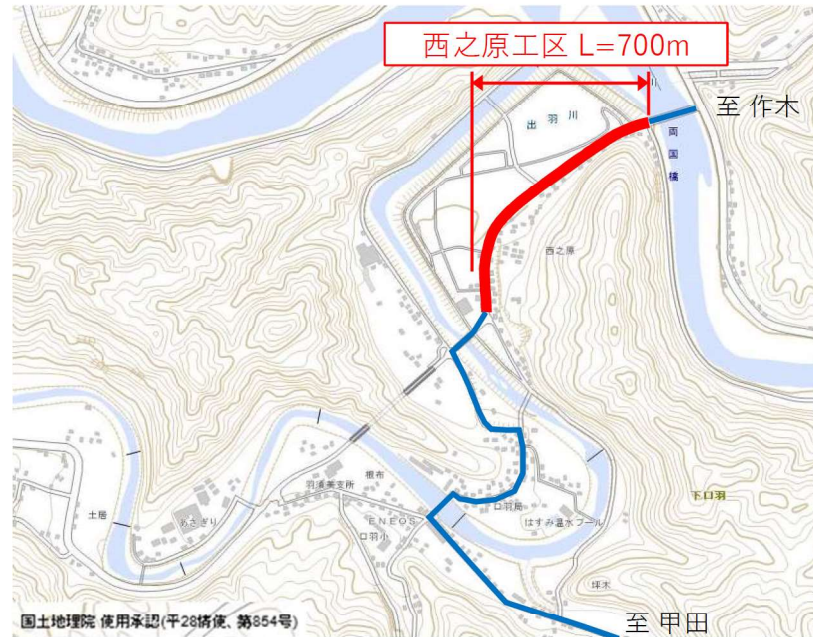 西之原工区 L=700m
至 作木
出羽川
両国橋
西之原
根布
羽須美支所
土居
あさぎり
ENEOS
口羽局
はすみ温水プール
口羽小
下口羽
坪木
至 甲田
国土地理院 使用承認(平28情使、第854号)